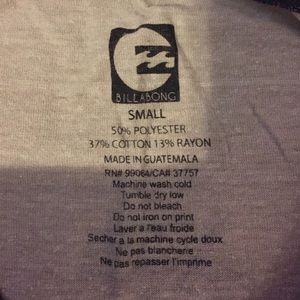 BILLABONG
SMALL
50% POLYESTER
37% COTTON 13% RAYON
MADE IN GUATEMALA
RN# 99064/CA# 37757
Machine wash cold
Tumble dry low
Do not bleach
Do not iron on print
Laver a l'eau froide
Secher a la machine cycle doux
Ne pas blancherie
Ne pas repasser l'imprime